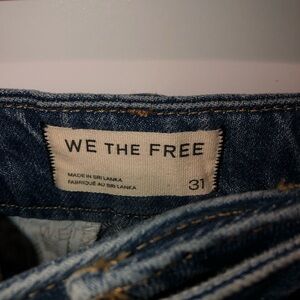 WE THE FREE
MADE IN SRI LANKA
FABRIQUÉ AU SRI LANKA
31